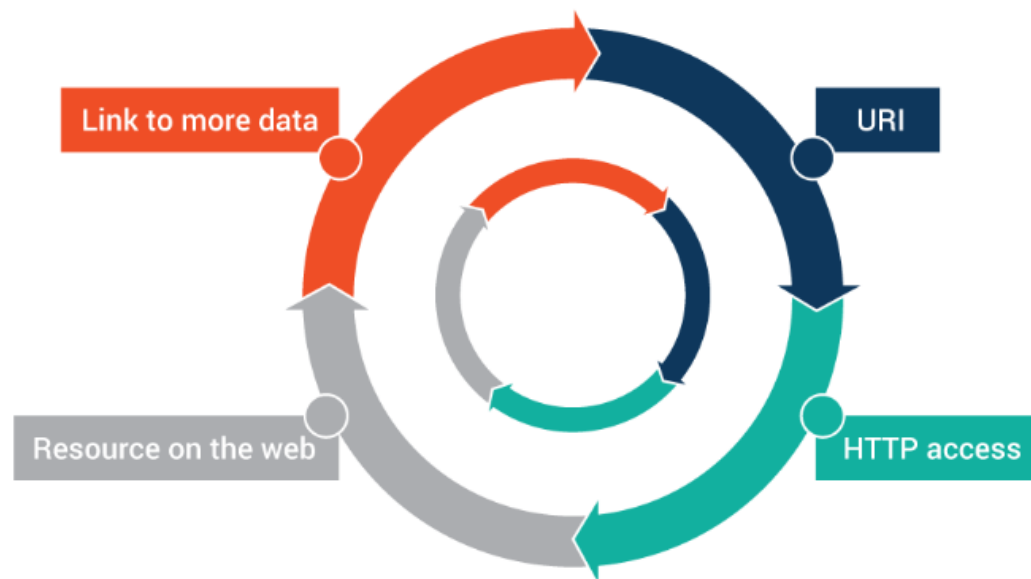 Link to more data
URI
Resource on the web
HTTP access